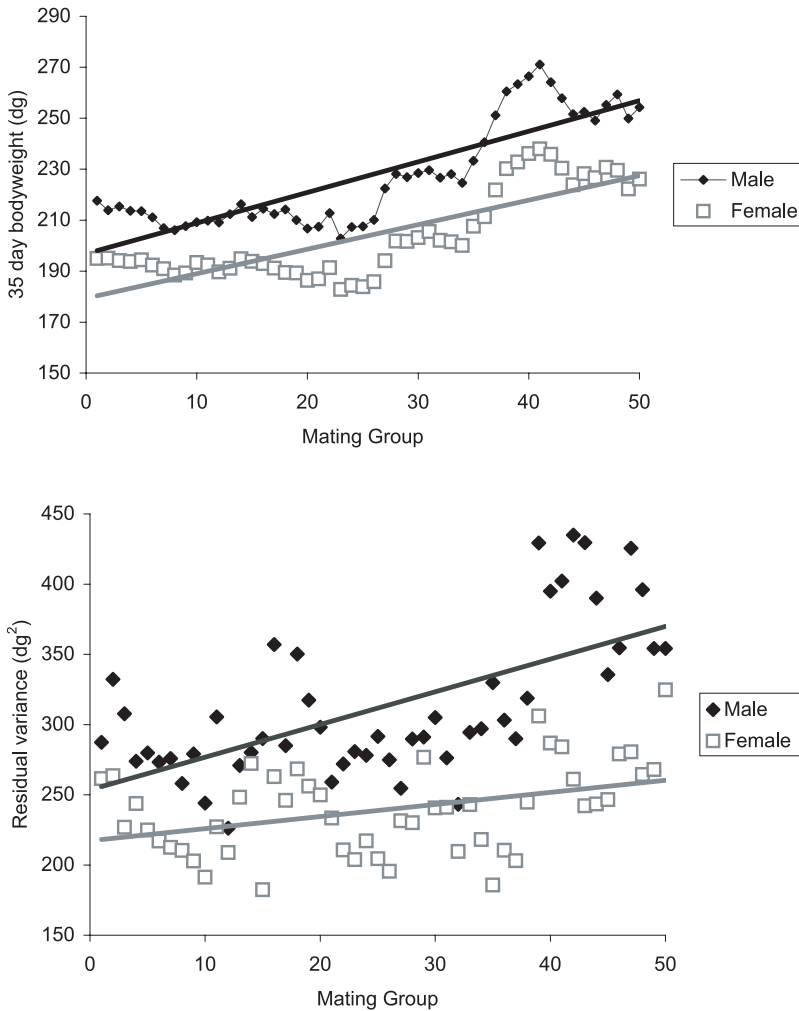 290
270
250
230
210
190
170
150
35 day bodyweight (dg)
0 10 20 30 40 50
Mating Group
Male
Female
450
400
350
300
250
200
150
Residual variance (dg²)
0 10 20 30 40 50
Mating Group
Male
Female